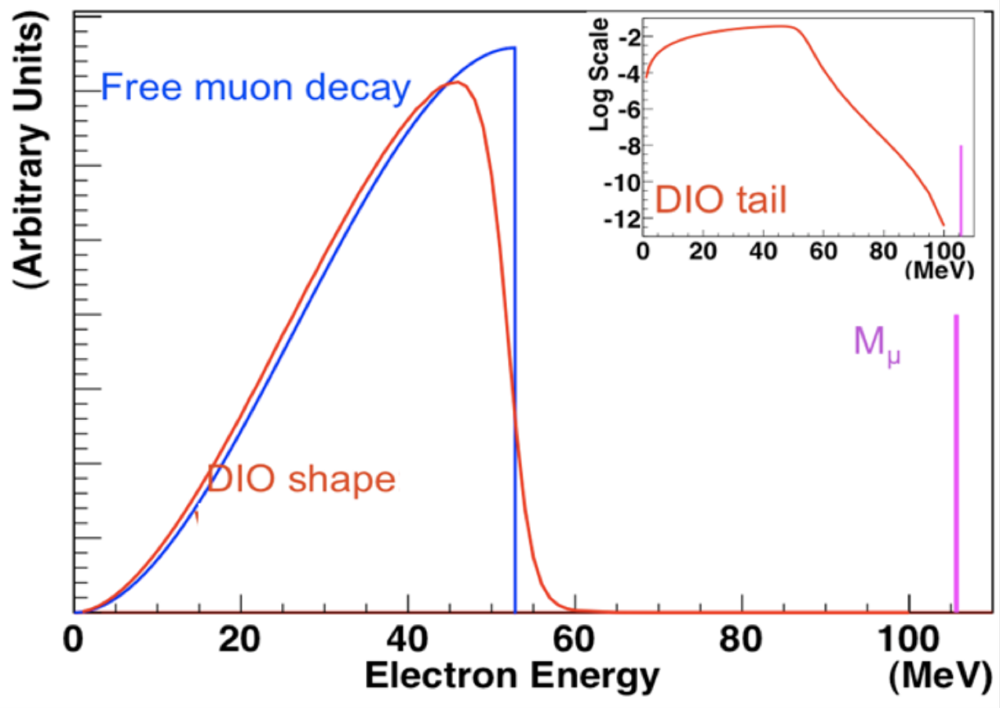 (Arbitrary Units)
Free muon decay
DIO shape
Log Scale
-2
-4
-6
-8
-10
-12
DIO tail
0 20 40 60 80 100
(MeV)
Mμ
0 20 40 60 80 100
Electron Energy (MeV)